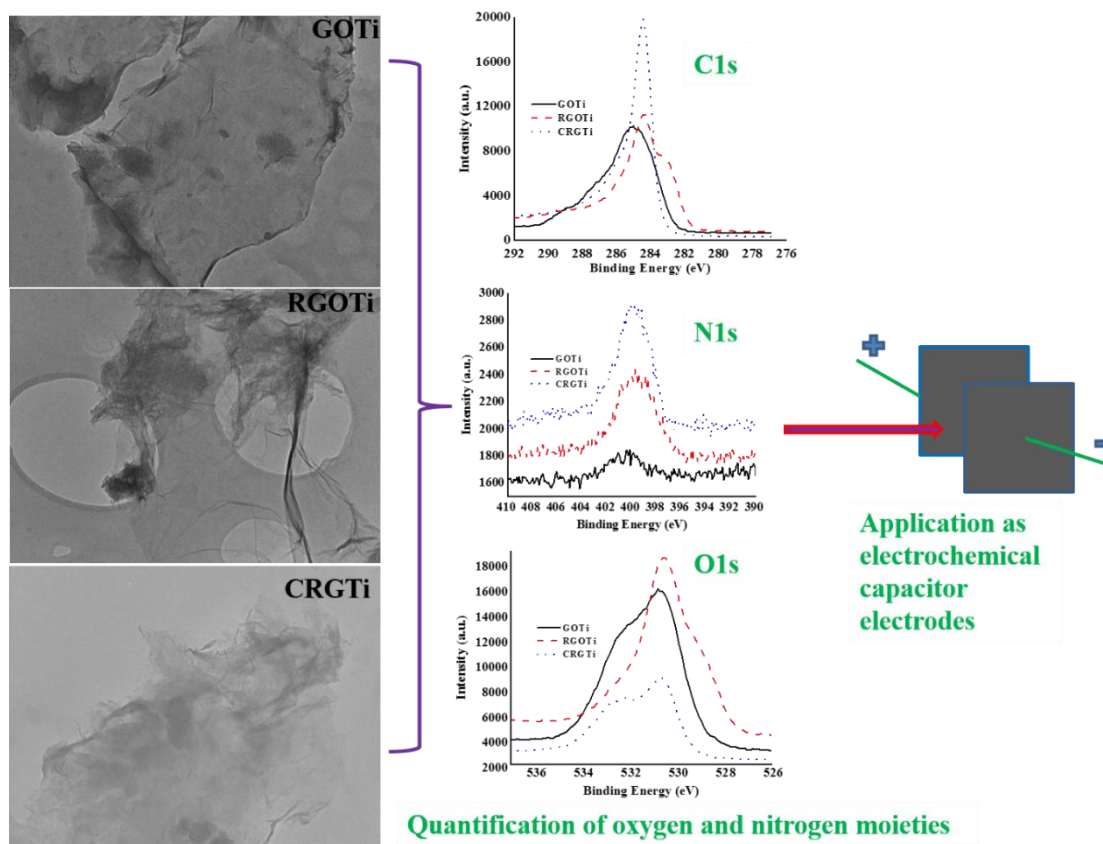 GOTi
RGOTi
CRGTi
C1s
20000
16000
12000
8000
4000
0
Intensity (a.u.)
GOTi
RGOTi
CRGTi
292 290 288 286 284 282 280 278 276
Binding Energy (eV)
N1s
3000
2800
2600
2400
2200
2000
1800
1600
Intensity (a.u.)
GOTi
RGOTi
CRGTi
410 408 406 404 402 400 398 396 394 392 390
Binding Energy (eV)
O1s
18000
16000
14000
12000
10000
8000
6000
4000
2000
Intensity (a.u.)
GOTi
RGOTi
CRGTi
536 534 532 530 528 526
Binding Energy (eV)
Quantification of oxygen and nitrogen moieties
+
-
Application as
electrochemical
capacitor
electrodes